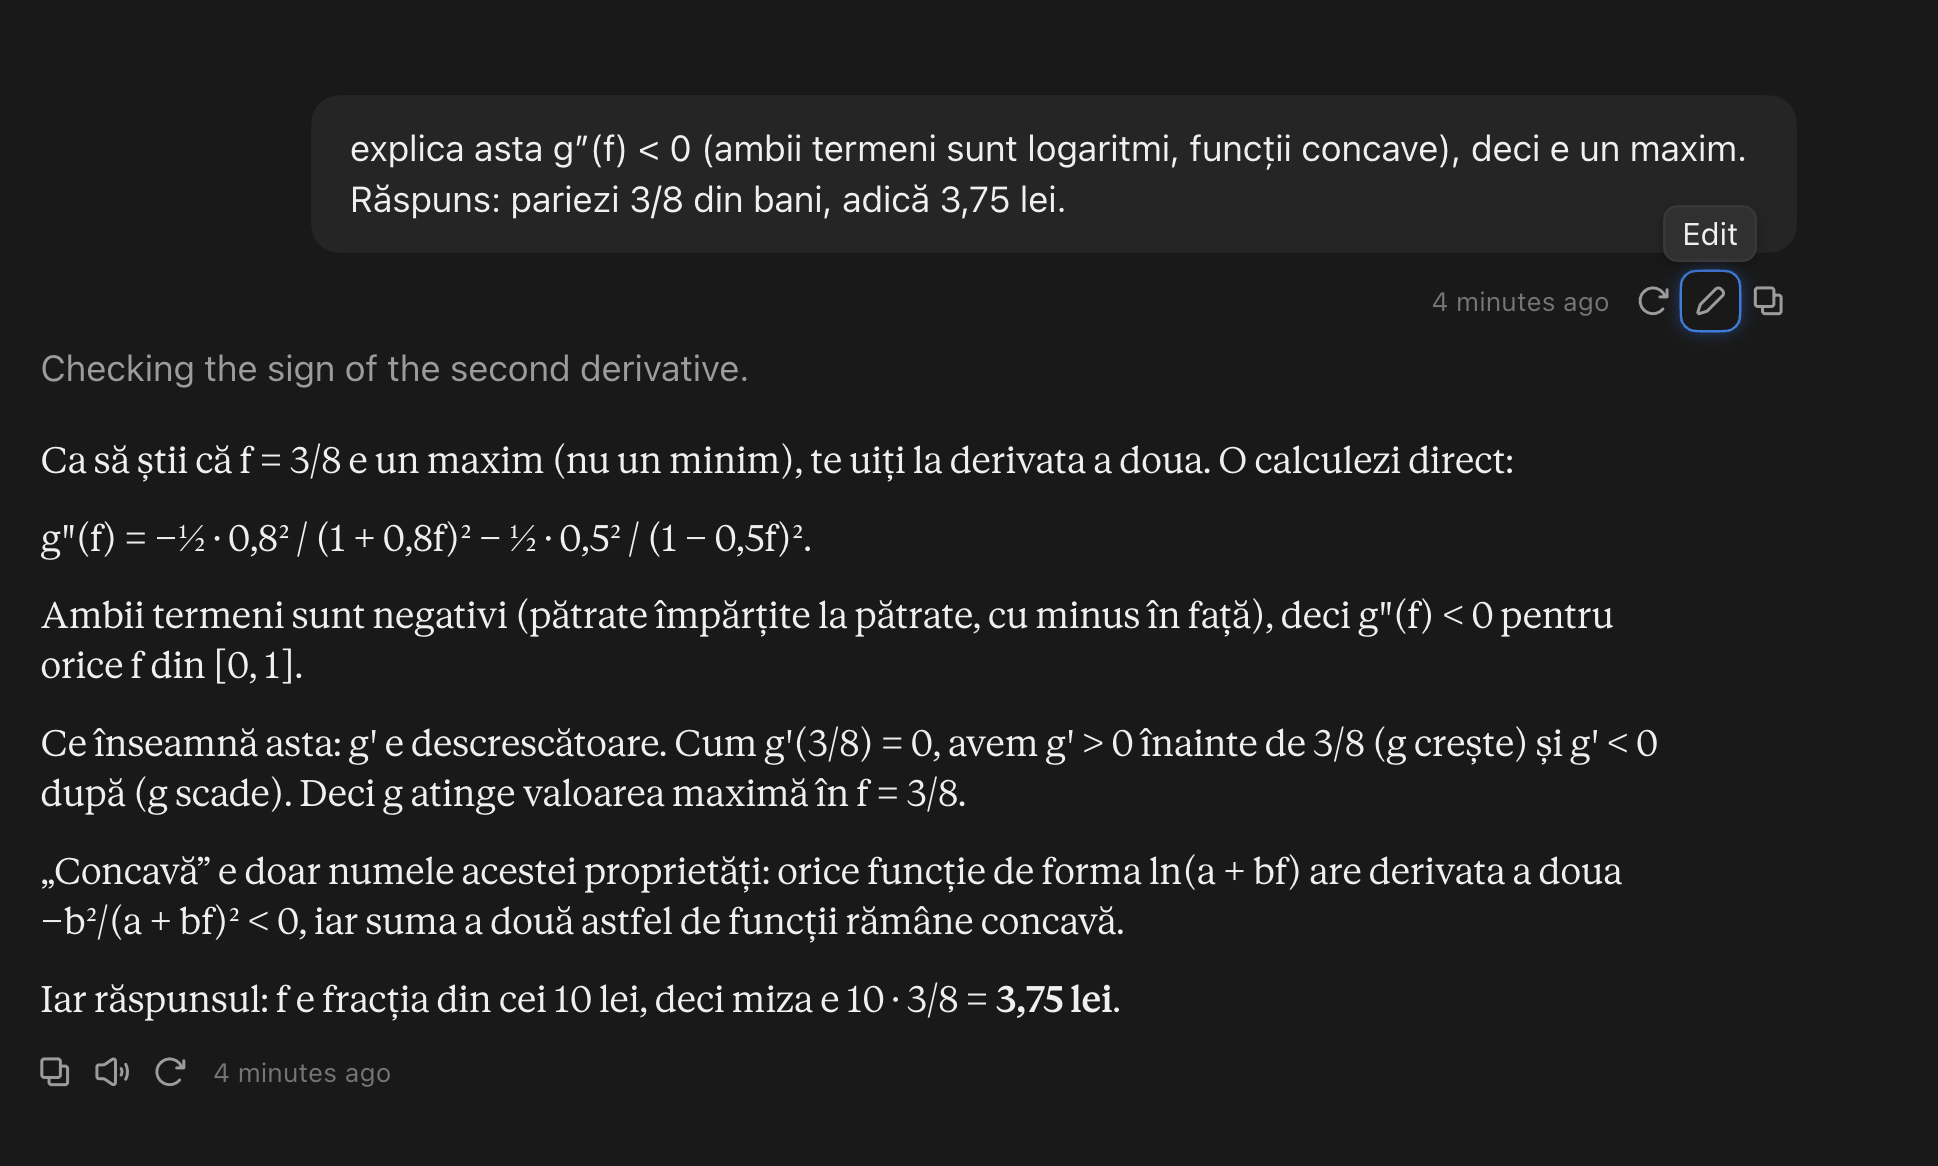 explica asta g″(f) < 0 (ambii termeni sunt logaritmi, funcții concave), deci e un maxim.
Răspuns: pariezi 3/8 din bani, adică 3,75 lei.
Edit
4 minutes ago
Checking the sign of the second derivative.
Ca să știi că f = 3/8 e un maxim (nu un minim), te uiți la derivata a doua. O calculezi direct:
g"(f) = −½ · 0,8² / (1 + 0,8f)² − ½ · 0,5² / (1 − 0,5f)².
Ambii termeni sunt negativi (pătrate împărțite la pătrate, cu minus în față), deci g"(f) < 0 pentru
orice f din [0, 1].
Ce înseamnă asta: g' e descrescătoare. Cum g'(3/8) = 0, avem g' > 0 înainte de 3/8 (g crește) și g' < 0
după (g scade). Deci g atinge valoarea maximă în f = 3/8.
„Concavă” e doar numele acestei proprietăți: orice funcție de forma ln(a + bf) are derivata a doua
−b²/(a + bf)² < 0, iar suma a două astfel de funcții rămâne concavă.
Iar răspunsul: f e fracția din cei 10 lei, deci miza e 10 · 3/8 = 3,75 lei.
4 minutes ago